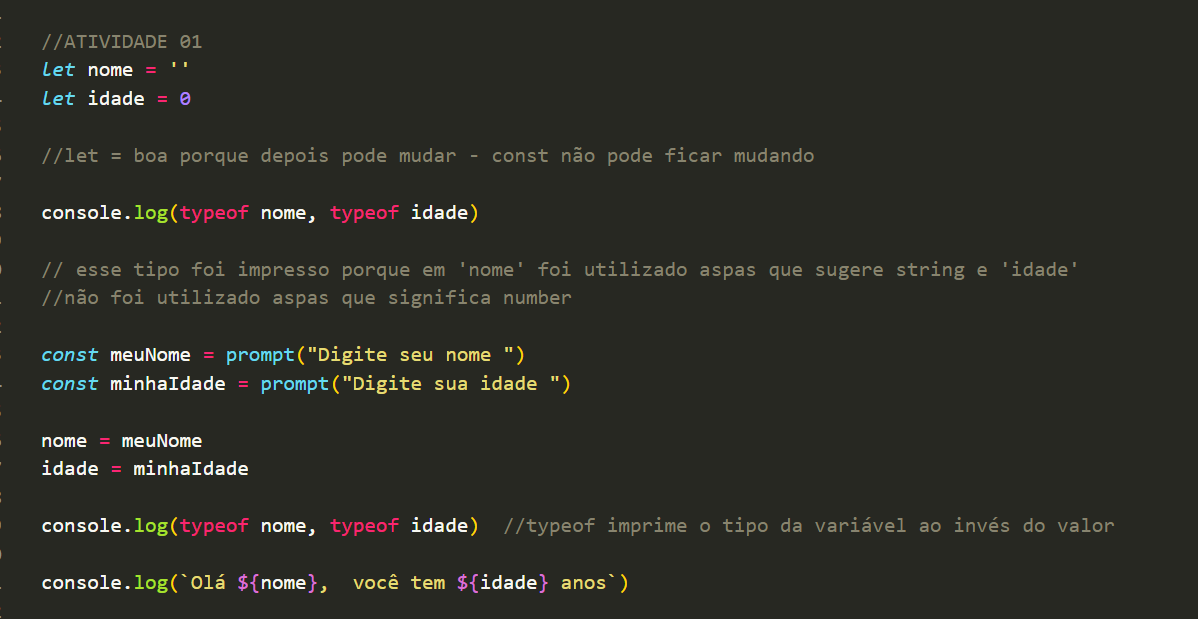 //ATIVIDADE 01
let nome = ''
let idade = 0
//let = boa porque depois pode mudar - const não pode ficar mudando
console.log(typeof nome, typeof idade)
// esse tipo foi impresso porque em 'nome' foi utilizado aspas que sugere string e 'idade'
//não foi utilizado aspas que significa number
const meuNome = prompt("Digite seu nome ")
const minhaIdade = prompt("Digite sua idade ")
nome = meuNome
idade = minhaIdade
console.log(typeof nome, typeof idade)  //typeof imprime o tipo da variável ao invés do valor
console.log(`Olá ${nome},  você tem ${idade} anos`)